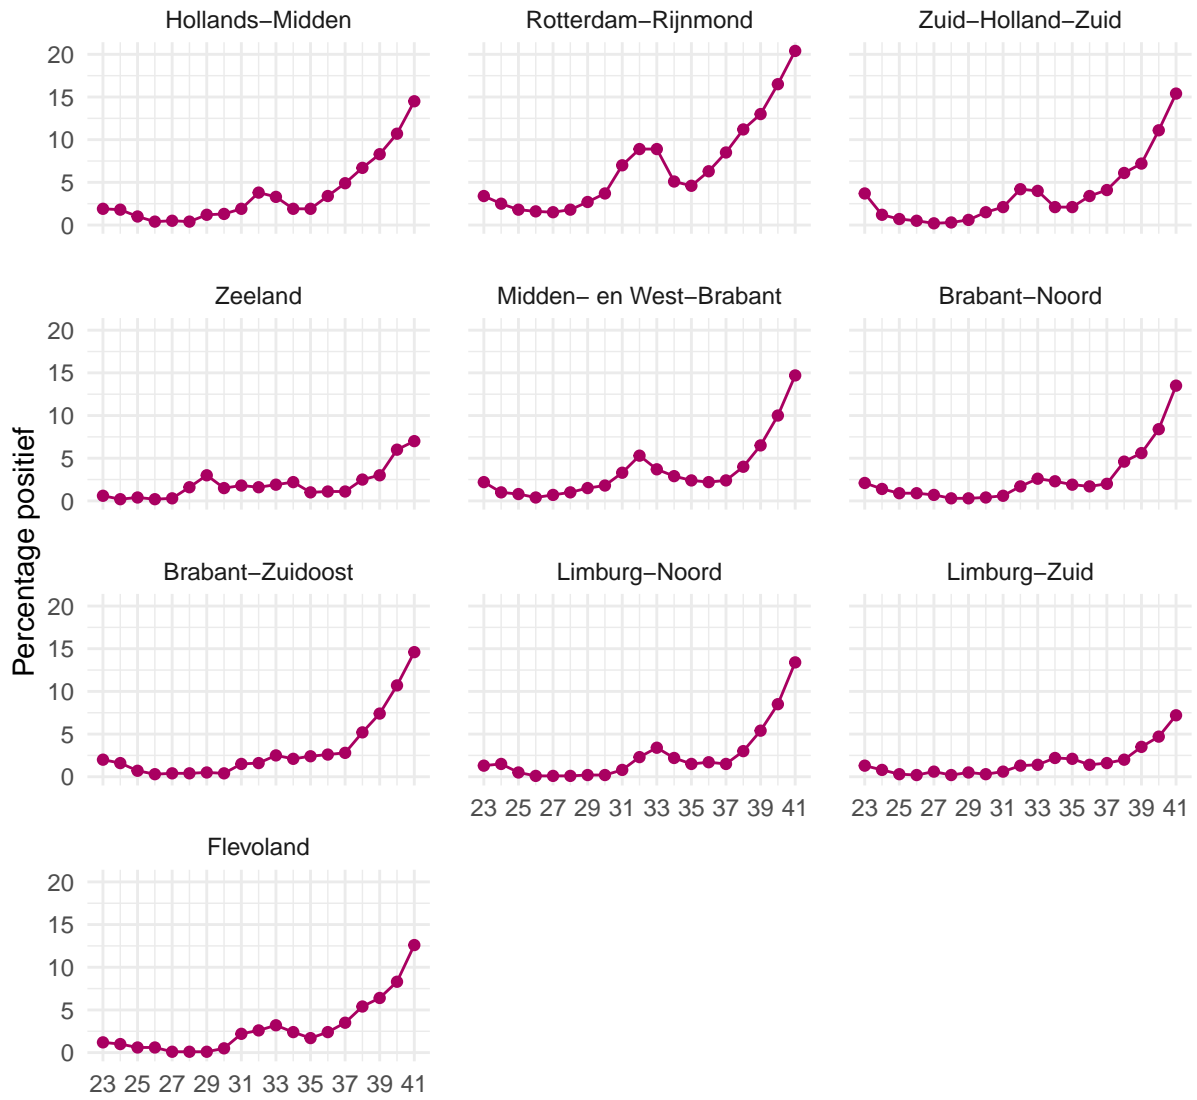 Hollands−Midden
Rotterdam−Rijnmond
Zuid−Holland−Zuid
20
15
10
5
0
Zeeland
Midden− en West−Brabant
Brabant−Noord
20
15
10
5
0
Percentage positief
Brabant−Zuidoost
Limburg−Noord
Limburg−Zuid
20
15
10
5
0
23 25 27 29 31 33 35 37 39 41
23 25 27 29 31 33 35 37 39 41
Flevoland
20
15
10
5
0
23 25 27 29 31 33 35 37 39 41